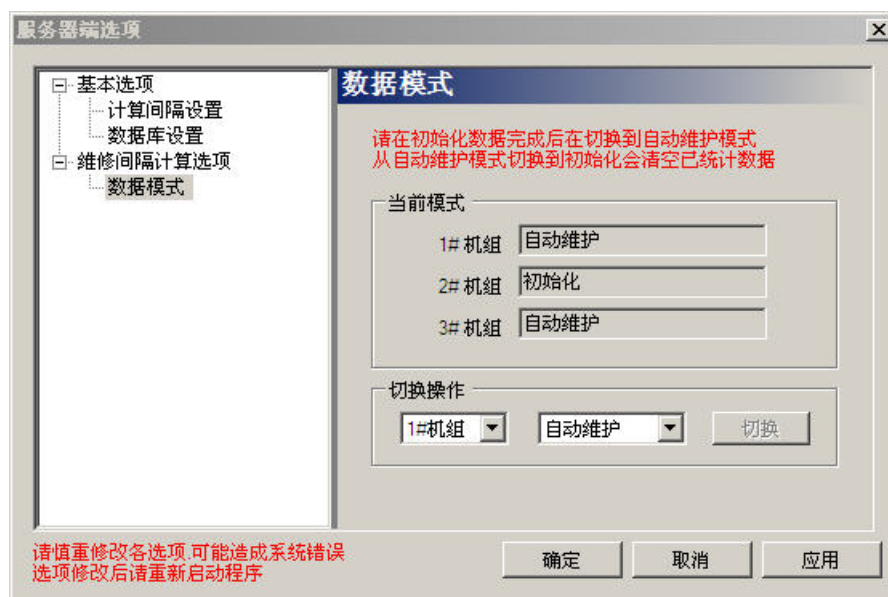 服务器端选项
基本选项
计算间隔设置
数据库设置
维修间隔计算选项
数据模式
数据模式
请在初始化数据完成后在切换到自动维护模式
从自动维护模式切换到初始化会清空已统计数据
当前模式
1#机组 自动维护
2#机组 初始化
3#机组 自动维护
切换操作
1#机组 自动维护 切换
请慎重修改各选项.可能造成系统错误
选项修改后请重新启动程序
确定 取消 应用